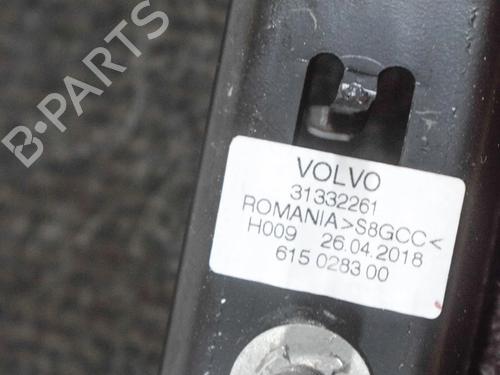 B-PARTS
VOLVO
31332261
ROMANIA>S8GCC<
H009 26.04.2018
615 0283 00